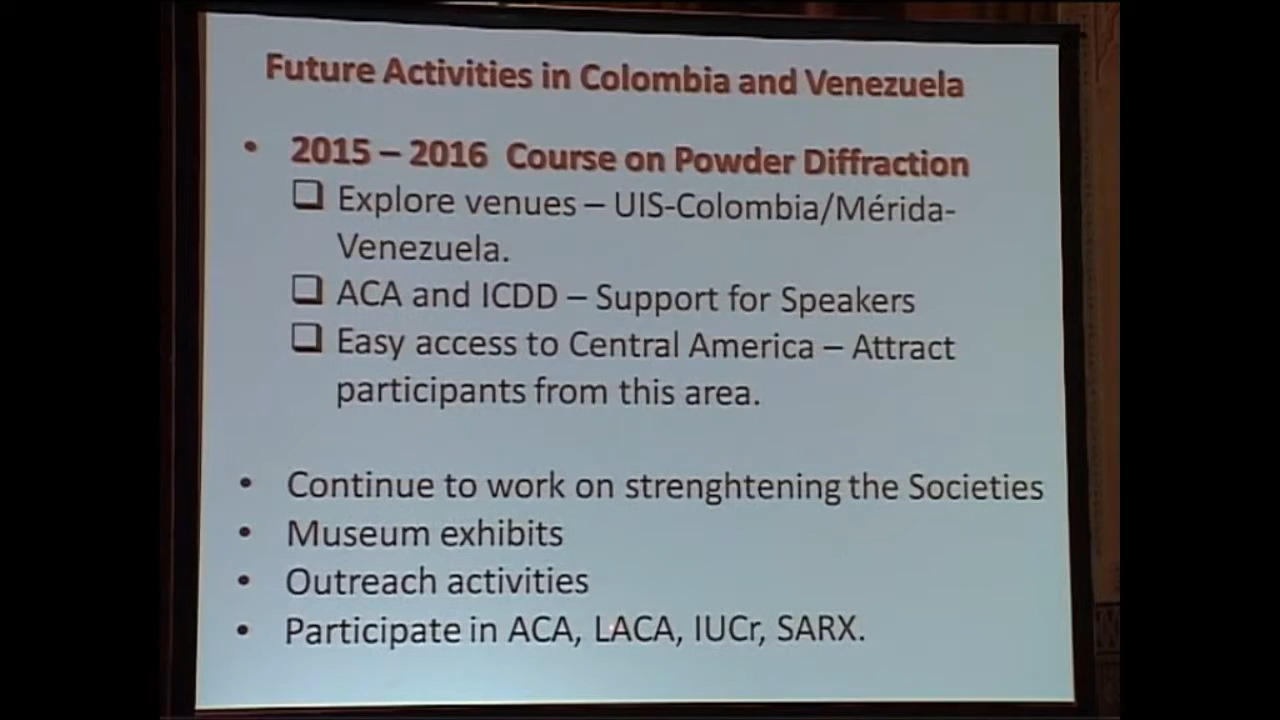 Future Activities in Colombia and Venezuela
• 2015 – 2016 Course on Powder Diffraction
❑ Explore venues – UIS-Colombia/Mérida-
Venezuela.
❑ ACA and ICDD – Support for Speakers
❑ Easy access to Central America – Attract
participants from this area.
• Continue to work on strenghtening the Societies
• Museum exhibits
• Outreach activities
• Participate in ACA, LACA, IUCr, SARX.